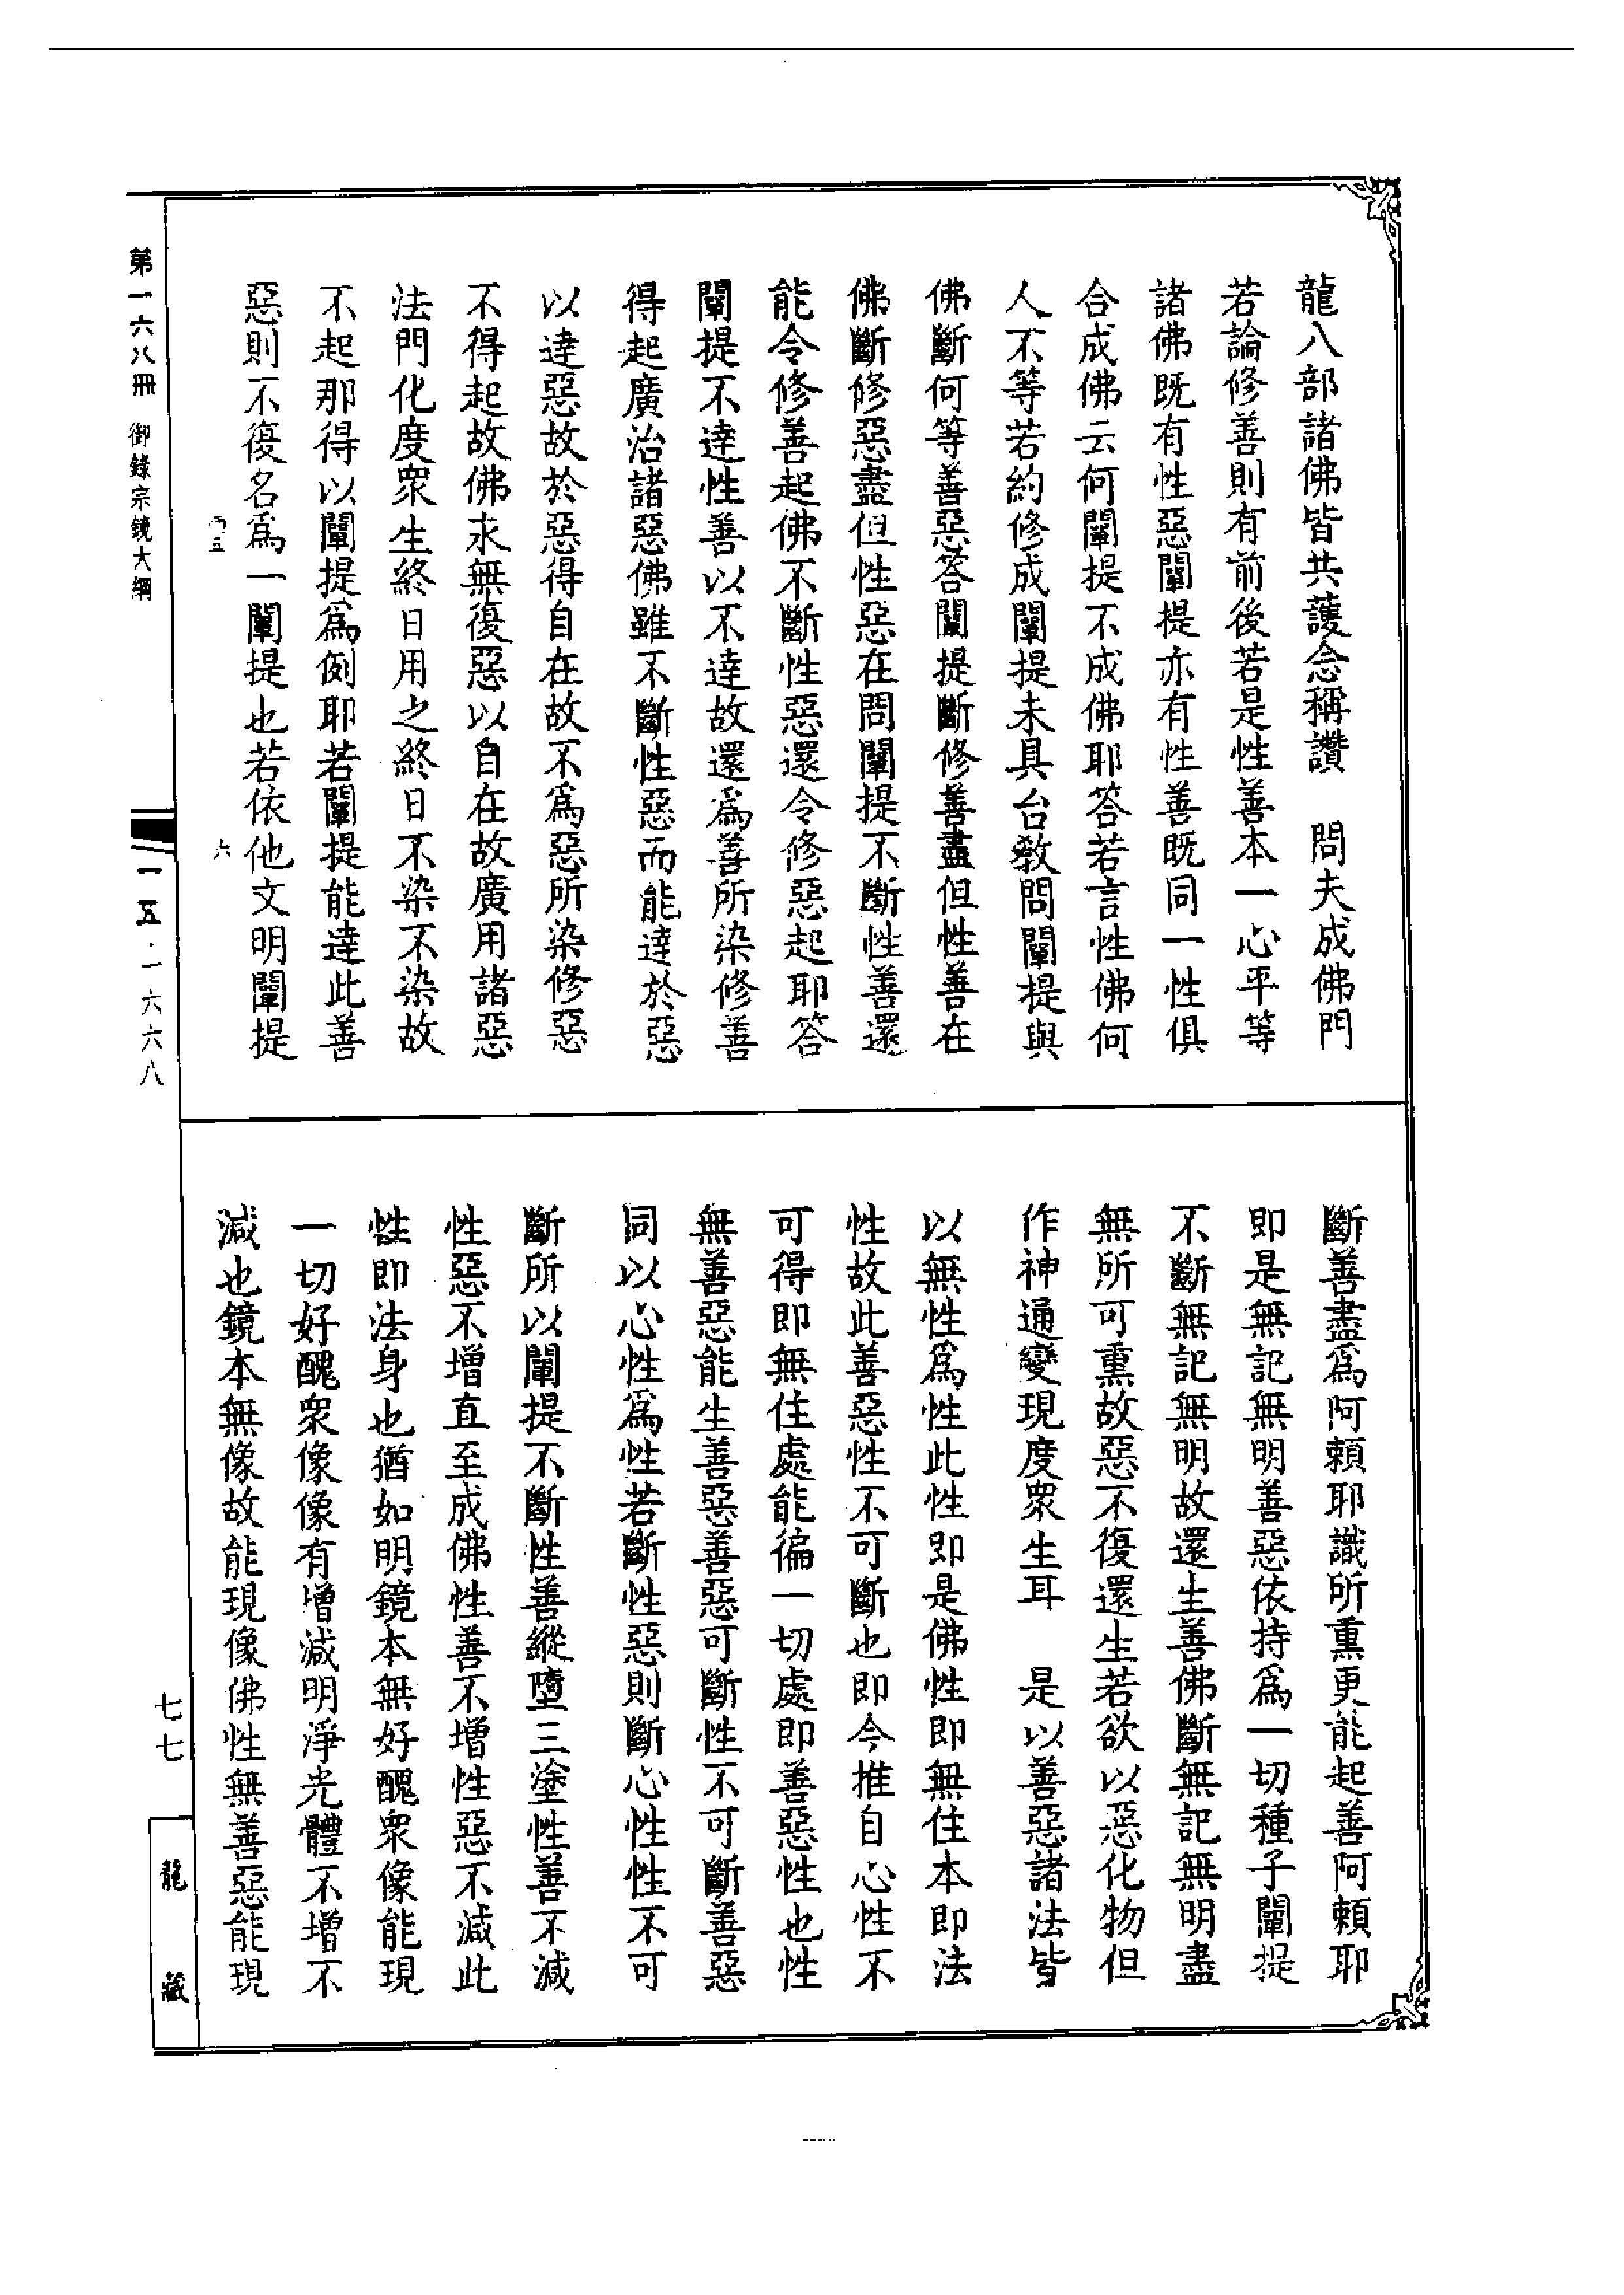 龍八部諸佛皆共護念稱讚　問夫成佛門
若論修善則有前後若是性善本一心平等
諸佛既有性惡闡提亦有性善既同一性俱
合成佛云何闡提不成佛耶答若言性佛何
人不等若約修成闡提未具台教問闡提與
佛斷何等善惡答闡提斷修善盡但性善在
佛斷修惡盡但性惡在問闡提不斷性善還
能令修善起佛不斷性惡還令修惡起耶答
闡提不達性善以不達故還爲善所染修善
得起廣治諸惡佛雖不斷性惡而能達於惡
以達惡故於惡得自在故不爲惡所染修惡
不得起故佛永無復惡以自在故廣用諸惡
法門化度衆生終日用之終日不染不染故
不起那得以闡提爲例耶若闡提能達此善
惡則不復名爲一闡提也若依他文明闡提
六
斷善盡爲阿賴耶識所熏更能起善阿賴耶
即是無記無明善惡依持爲一切種子闡提
不斷無記無明故還生善佛斷無記無明盡
無所可熏故惡不復還生若欲以惡化物但
作神通變現度衆生耳　是以善惡諸法皆
以無性爲性此性即是佛性即無住本即法
性故此善惡性不可斷也即今推自心性不
可得即無住處能徧一切處即善惡性也性
無善惡能生善惡善惡可斷性不可斷善惡
同以心性爲性若斷性惡則斷心性性不可
斷所以闡提不斷性善縱墮三塗性善不減
性惡不增直至成佛性善不增性惡不減此
性即法身也猶如明鏡本無好醜衆像能現
一切好醜衆像像有增減明淨光體不增不
減也鏡本無像故能現像佛性無善惡能現
第一六八冊　御錄宗鏡大綱
一五·一六六八
七七
龍藏